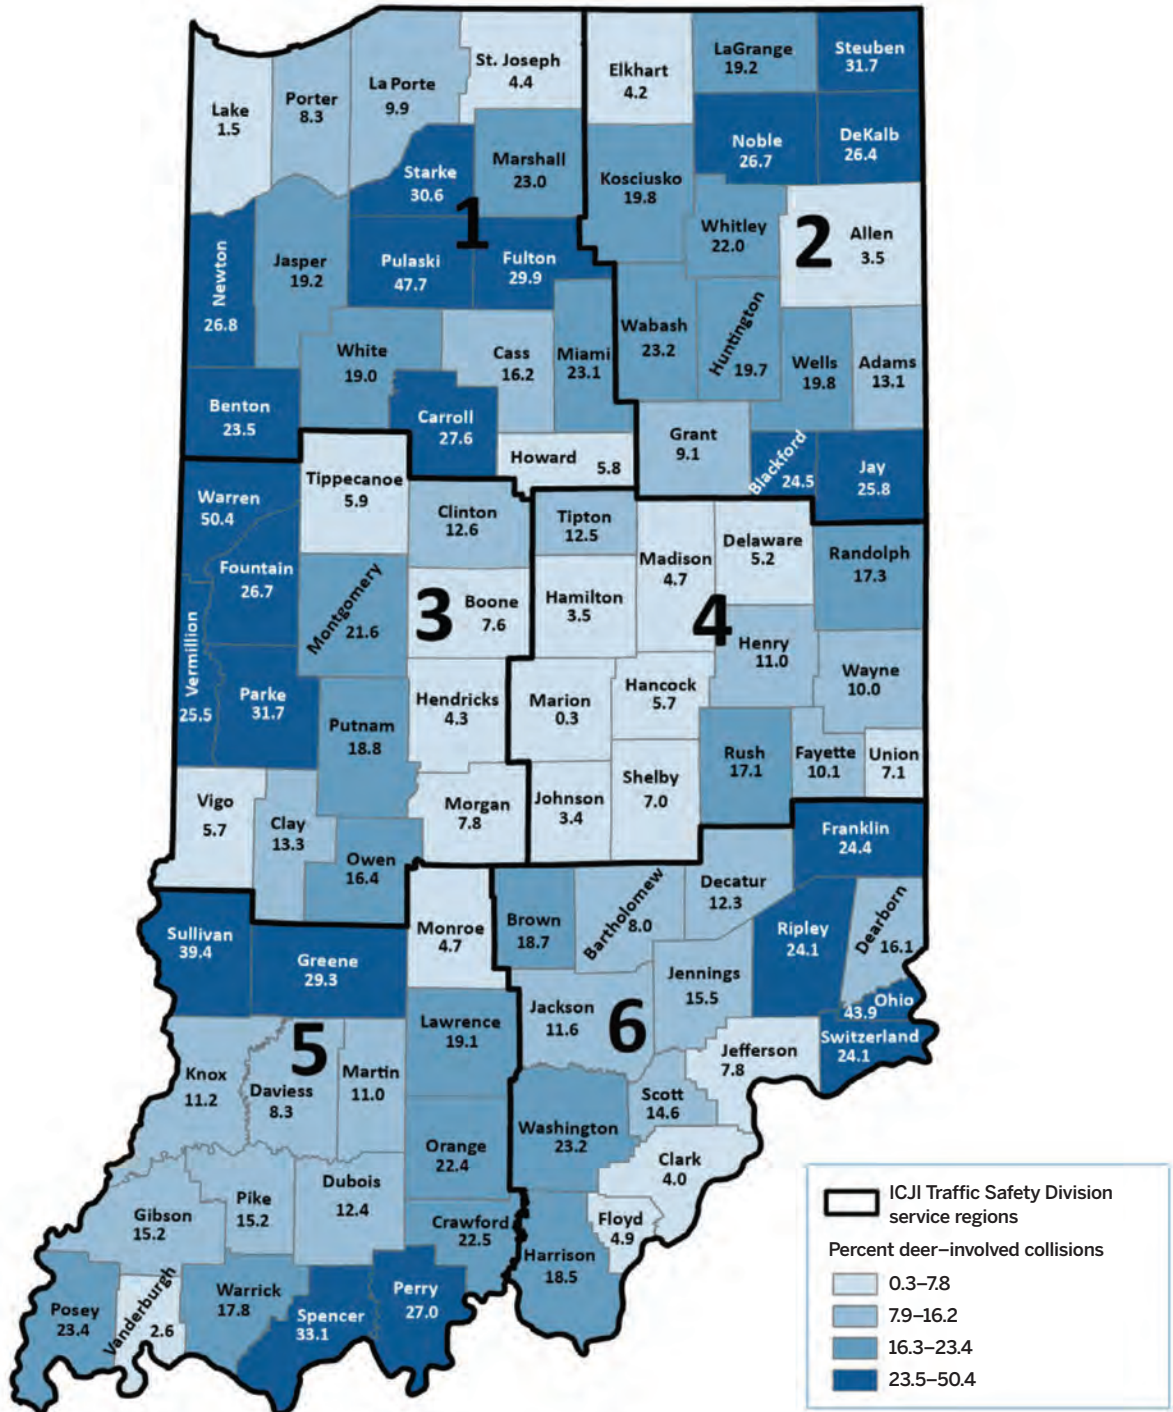 St. Joseph
4.4
Elkhart
4.2
LaGrange
19.2
Steuben
31.7
Lake
1.5
Porter
8.3
La Porte
9.9
Noble
26.7
DeKalb
26.4
Starke
30.6
Marshall
23.0
Kosciusko
19.8
1
Whitley
22.0
2
Allen
3.5
Newton
26.8
Jasper
19.2
Pulaski
47.7
Fulton
29.9
White
19.0
Cass
16.2
Miami
23.1
Wabash
23.2
Huntington
19.7
Wells
19.8
Adams
13.1
Benton
23.5
Carroll
27.6
Howard 5.8
Grant
9.1
Blackford
24.5
Jay
25.8
Warren
50.4
Tippecanoe
5.9
Clinton
12.6
Tipton
12.5
Madison
4.7
Delaware
5.2
Randolph
17.3
Fountain
26.7
Montgomery
21.6
3
Boone
7.6
Hamilton
3.5
4
Henry
11.0
Wayne
10.0
Vermillion
25.5
Parke
31.7
Putnam
18.8
Hendricks
4.3
Marion
0.3
Hancock
5.7
Rush
17.1
Fayette
10.1
Union
7.1
Vigo
5.7
Clay
13.3
Owen
16.4
Morgan
7.8
Johnson
3.4
Shelby
7.0
Franklin
24.4
Sullivan
39.4
Greene
29.3
Monroe
4.7
Brown
18.7
Bartholomew
8.0
Decatur
12.3
Ripley
24.1
Dearborn
16.1
Jennings
15.5
Ohio
43.9
Switzerland
24.1
Lawrence
19.1
Jackson
11.6
6
Jefferson
7.8
5
Knox
11.2
Daviess
8.3
Martin
11.0
Scott
14.6
Orange
22.4
Washington
23.2
Clark
4.0
Gibson
15.2
Pike
15.2
Dubois
12.4
Crawford
22.5
Floyd
4.9
Harrison
18.5
Posey
23.4
Vanderburgh
2.6
Warrick
17.8
Spencer
33.1
Perry
27.0
ICJI Traffic Safety Division
service regions
Percent deer–involved collisions
0.3–7.8
7.9–16.2
16.3–23.4
23.5–50.4